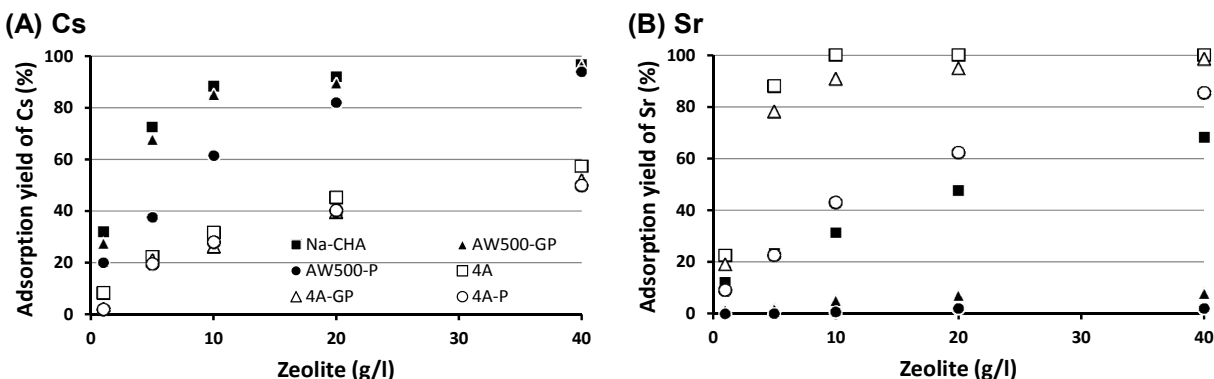 (A) Cs
Adsorption yield of Cs (%)
100
80
60
40
20
0
Na-CHA
AW500-GP
AW500-P
4A
4A-GP
4A-P
0
10
20
30
40
Zeolite (g/l)
(B) Sr
Adsorption yield of Sr (%)
100
80
60
40
20
0
0
10
20
30
40
Zeolite (g/l)